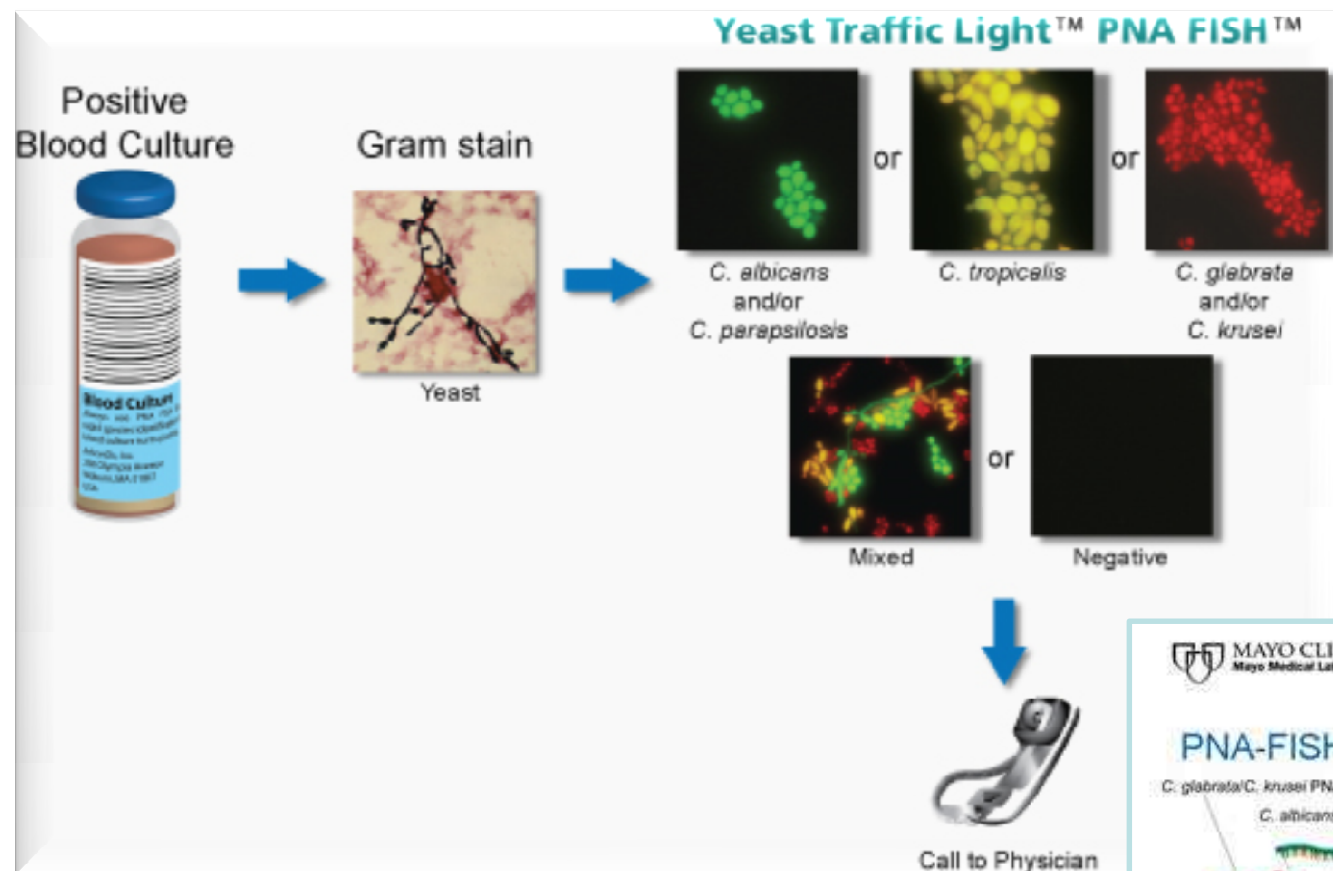 Yeast Traffic Light™ PNA FISH™
Positive
Blood Culture
Gram stain
Yeast
or
or
C. albicans
and/or
C. parapsilosis
C. tropicalis
C. glabrata
and/or
C. krusei
or
Mixed
Negative
Call to Physician
Blood Culture
MAYO CLI
Mayo Medical Lab
PNA-FISH
C. glabrata/C. krusei PNA
C. albicans